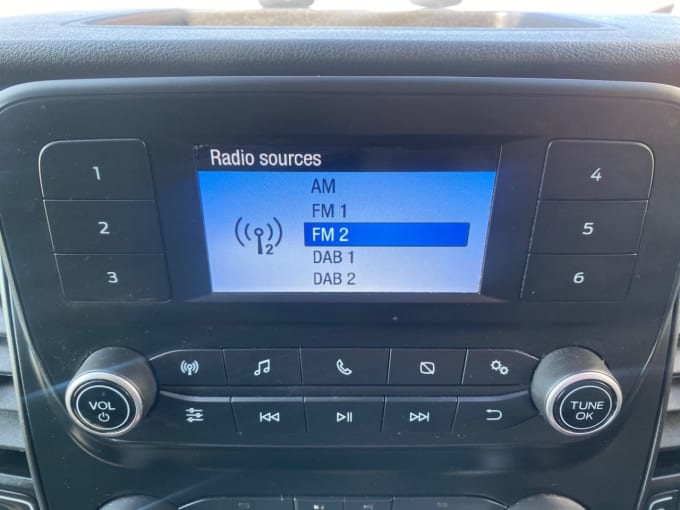 Radio sources
AM
FM 1
FM 2
DAB 1
DAB 2
2
1
2
3
4
5
6
VOL
TUNE
OK